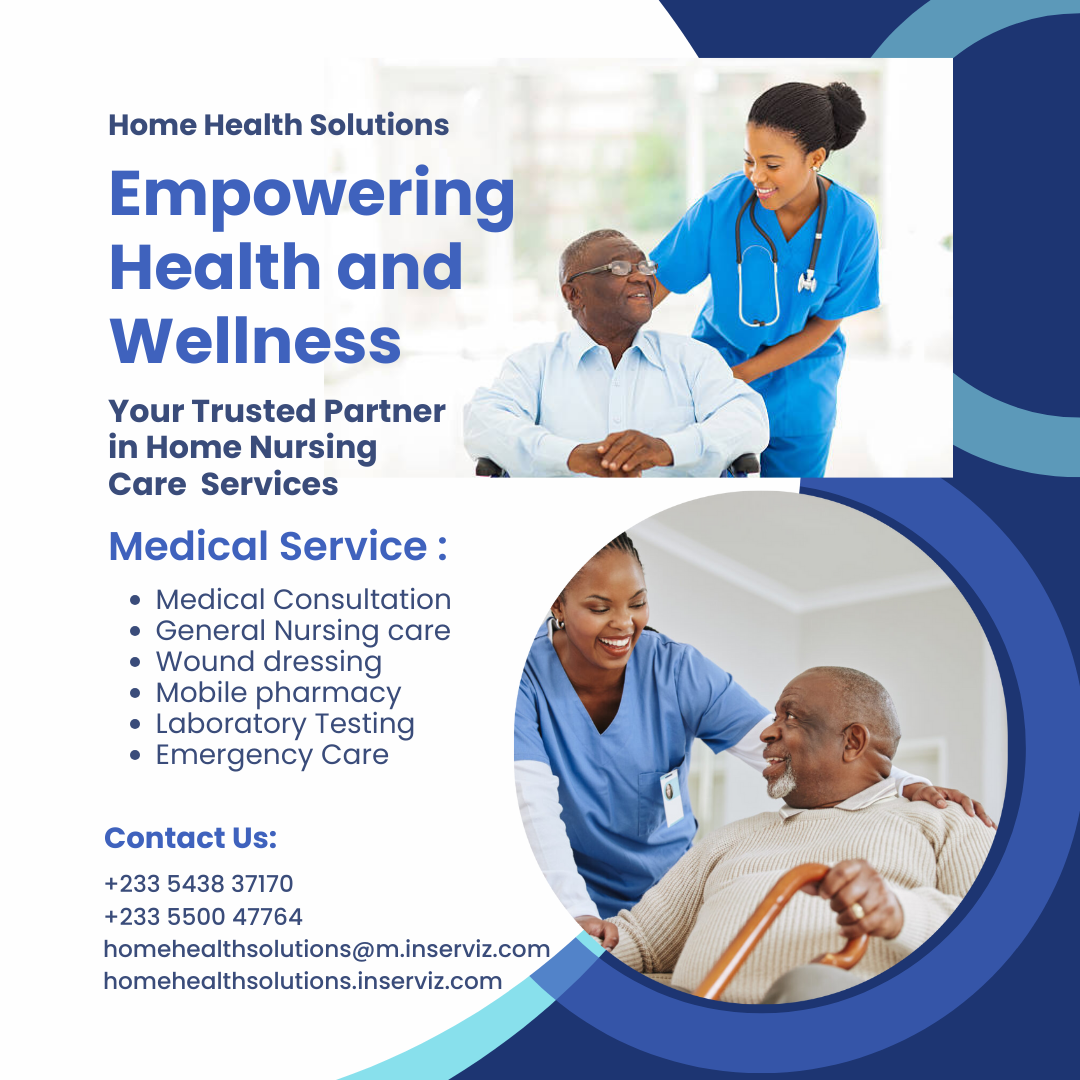 Home Health Solutions
Empowering
Health and
Wellness
Your Trusted Partner
in Home Nursing
Care  Services
Medical Service :
• Medical Consultation
• General Nursing care
• Wound dressing
• Mobile pharmacy
• Laboratory Testing
• Emergency Care
Contact Us:
+233 5438 37170
+233 5500 47764
homehealthsolutions@m.inserviz.com
homehealthsolutions.inserviz.com